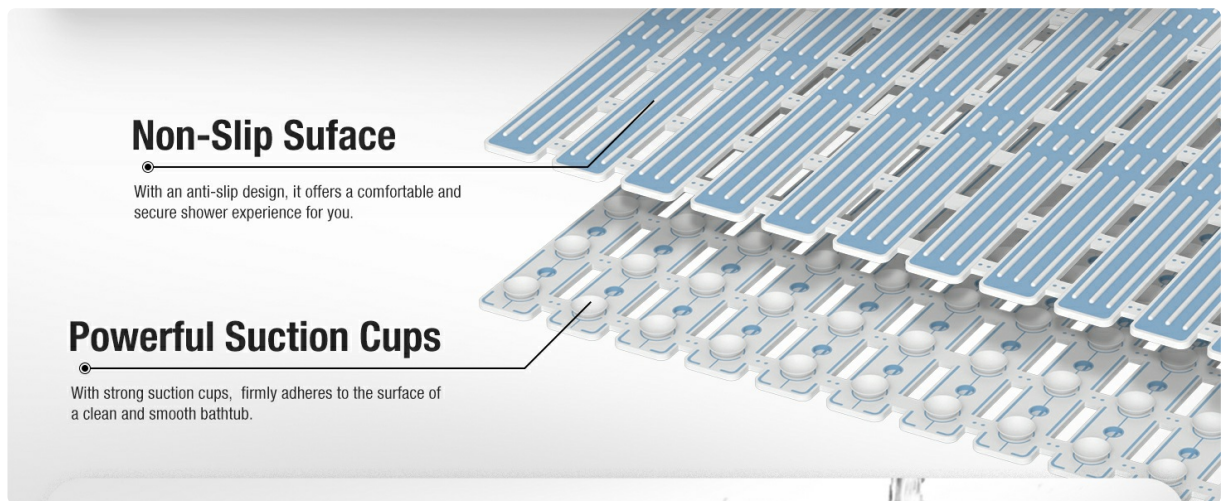 Non-Slip Suface
With an anti-slip design, it offers a comfortable and
secure shower experience for you.
Powerful Suction Cups
With strong suction cups,  firmly adheres to the surface of
a clean and smooth bathtub.